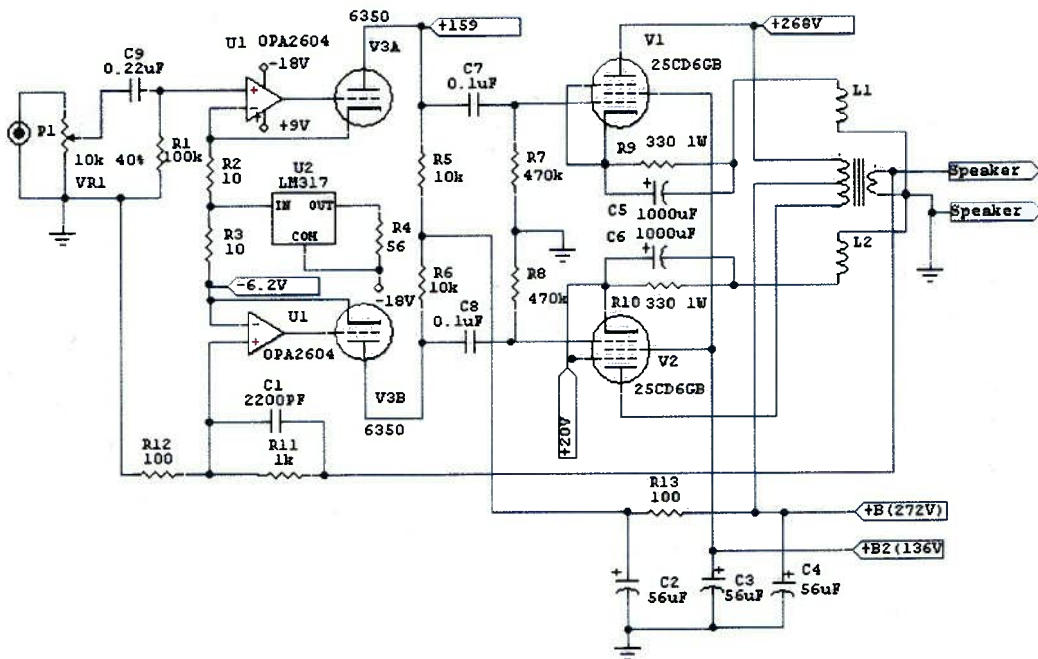 6350
+159
U1 OPA2604
V3A
V1
+268V
C9
0.22uF
-18V
C7
0.1uF
25CD6GB
L1
+
-
+9V
P1
10k 40%
VR1
R1
100k
R2
10
U2
LM317
IN OUT
COM
R5
10k
R7
470k
R9
330 1W
+
C5
1000uF
Speaker
Speaker
R3
10
R4
56
C6
1000uF
+
L2
-6.2V
-18V
R6
10k
R8
470k
R10
330 1W
U1
-
+
OPA2604
C8
0.1uF
V2
25CD6GB
C1
2200PF
V3B
6350
+20V
R12
100
R11
1k
R13
100
+B(272V)
+B2(136V
+
C2
56uF
+
C3
56uF
+
C4
56uF